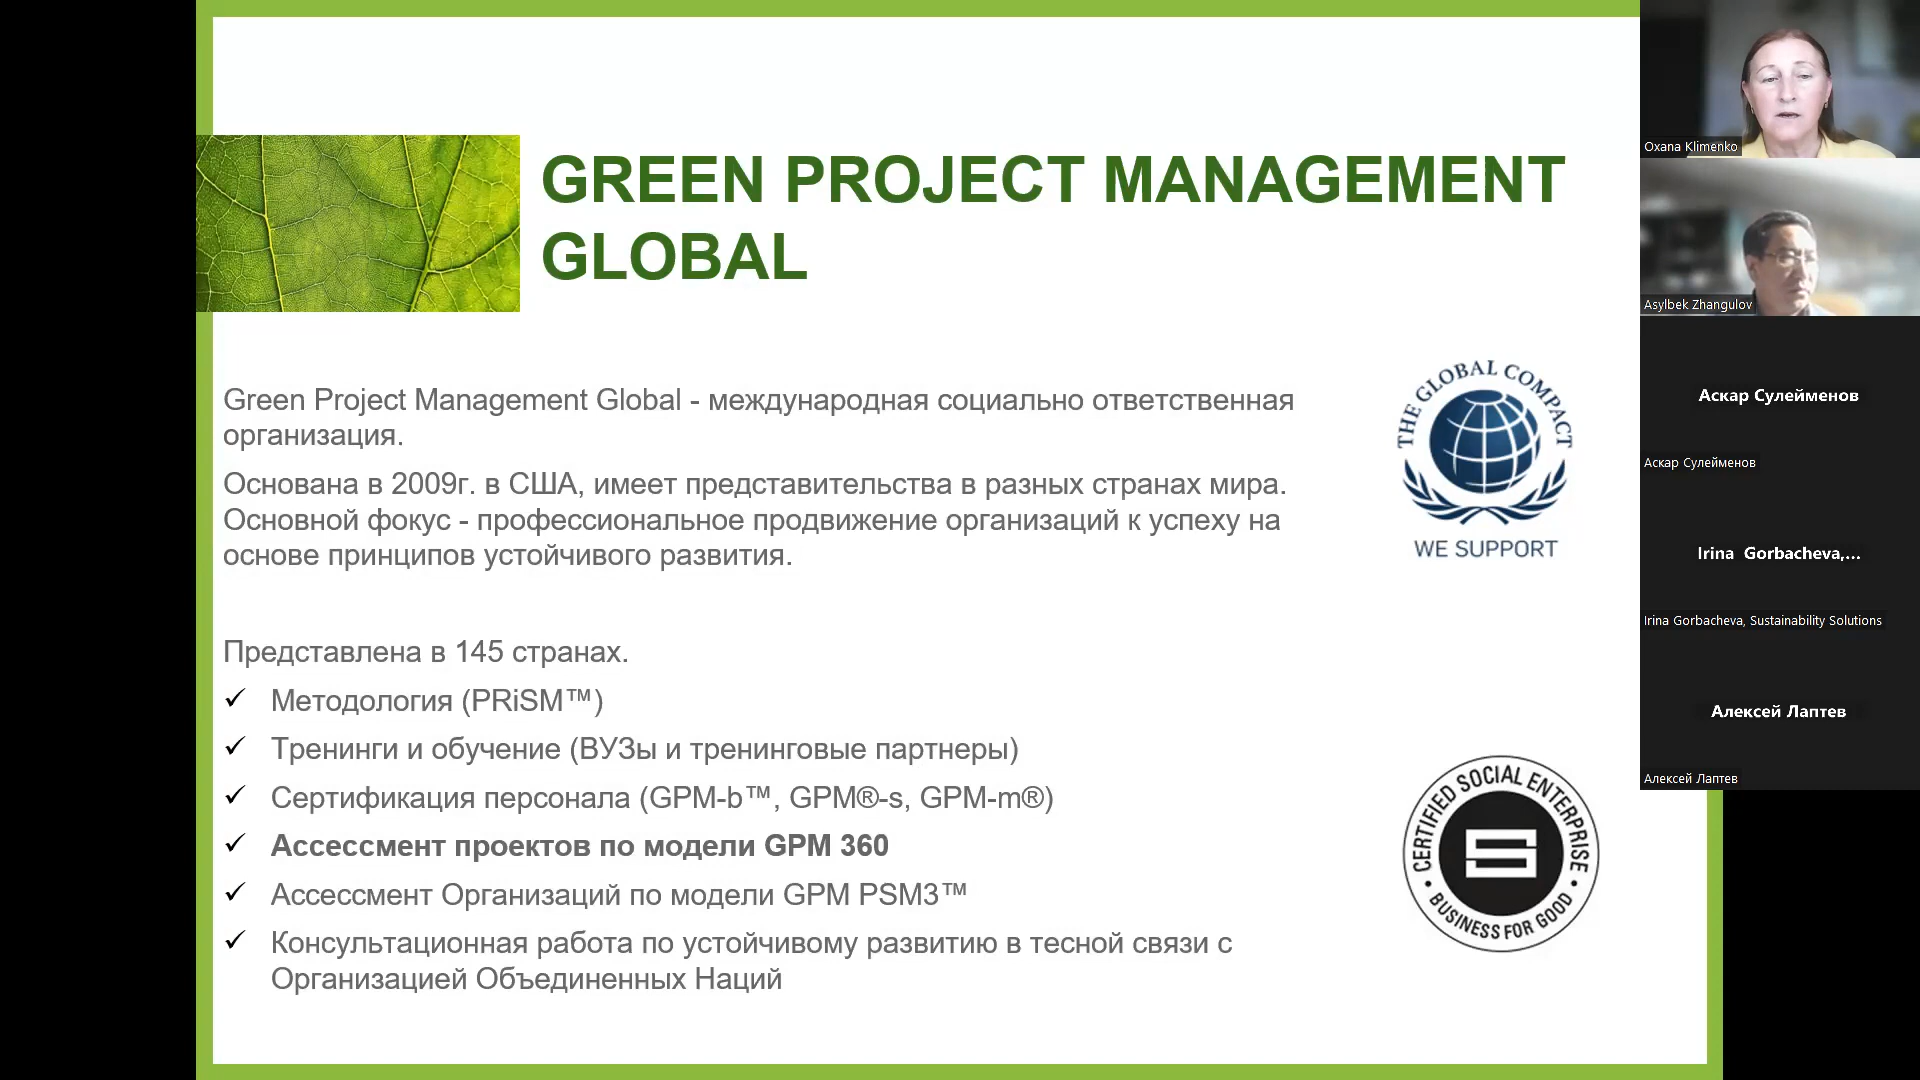 GREEN PROJECT MANAGEMENT
GLOBAL
Green Project Management Global - международная социально ответственная
организация.
Основана в 2009г. в США, имеет представительства в разных странах мира.
Основной фокус - профессиональное продвижение организаций к успеху на
основе принципов устойчивого развития.
Представлена в 145 странах.
✓ Методология (PRiSM™)
✓ Тренинги и обучение (ВУЗы и тренинговые партнеры)
✓ Сертификация персонала (GPM-b™, GPM®-s, GPM-m®)
✓ Ассессмент проектов по модели GPM 360
✓ Ассессмент Организаций по модели GPM PSM3™
✓ Консультационная работа по устойчивому развитию в тесной связи с
Организацией Объединенных Наций
THE GLOBAL COMPACT
WE SUPPORT
CERTIFIED SOCIAL ENTERPRISE
• BUSINESS FOR GOOD •
Oxana Klimenko
Asylbek Zhangulov
Аскар Сулейменов
Аскар Сулейменов
Irina Gorbacheva,...
Irina Gorbacheva, Sustainability Solutions
Алексей Лаптев
Алексей Лаптев